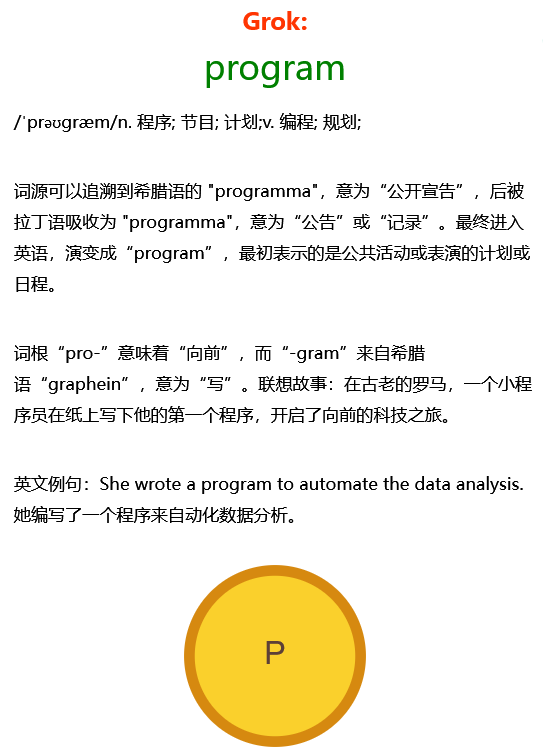 Grok:
program
/ˈprəʊɡræm/n. 程序; 节目; 计划;v. 编程; 规划;
词源可以追溯到希腊语的 "programma"，意为“公开宣告”，后被
拉丁语吸收为 "programma"，意为“公告”或“记录”。最终进入
英语，演变成“program”，最初表示的是公共活动或表演的计划或
日程。
词根“pro-”意味着“向前”，而“-gram”来自希腊
语“graphein”，意为“写”。联想故事：在古老的罗马，一个小程
序员在纸上写下他的第一个程序，开启了向前的科技之旅。
英文例句：She wrote a program to automate the data analysis.
她编写了一个程序来自动化数据分析。
P